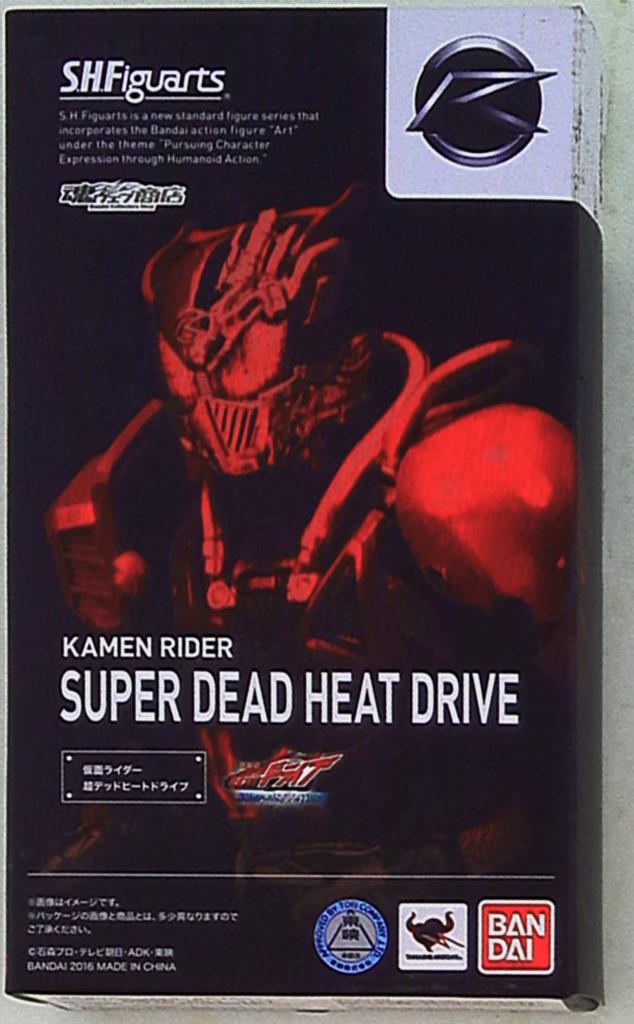 S.H.Figuarts
S.H.Figuarts is a new standard figure series that
incorporates the Bandai action figure "Art"
under the theme "Pursuing Character
Expression through Humanoid Action."
魂ウェブ商店
KAMEN RIDER
SUPER DEAD HEAT DRIVE
仮面ライダー
超デッドヒートドライブ
※画像はイメージです。
※パッケージの画像と商品とは、多少異なりますので
ご了承ください。
©石森プロ・テレビ朝日・ADK・東映
BANDAI 2016 MADE IN CHINA
APPROVED BY TOEI COMPANY LTD.
BAN
DAI